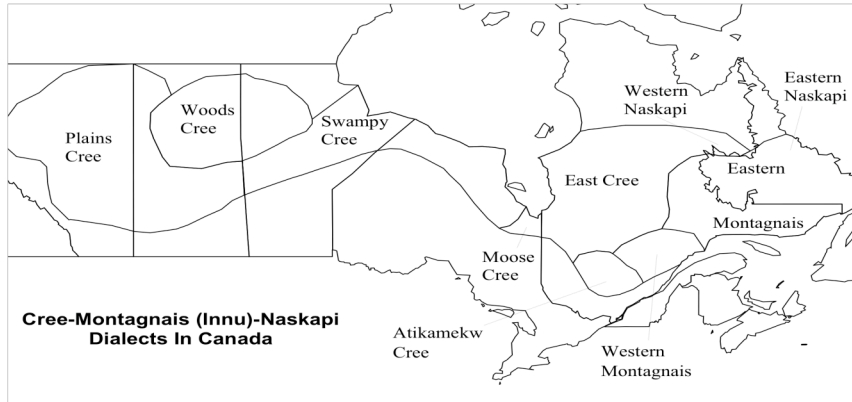 Plains
Cree
Woods
Cree
Swampy
Cree
Western
Naskapi
Eastern
Naskapi
East Cree
Eastern
Montagnais
Moose
Cree
Atikamekw
Cree
Western
Montagnais
Cree-Montagnais (Innu)-Naskapi
Dialects In Canada